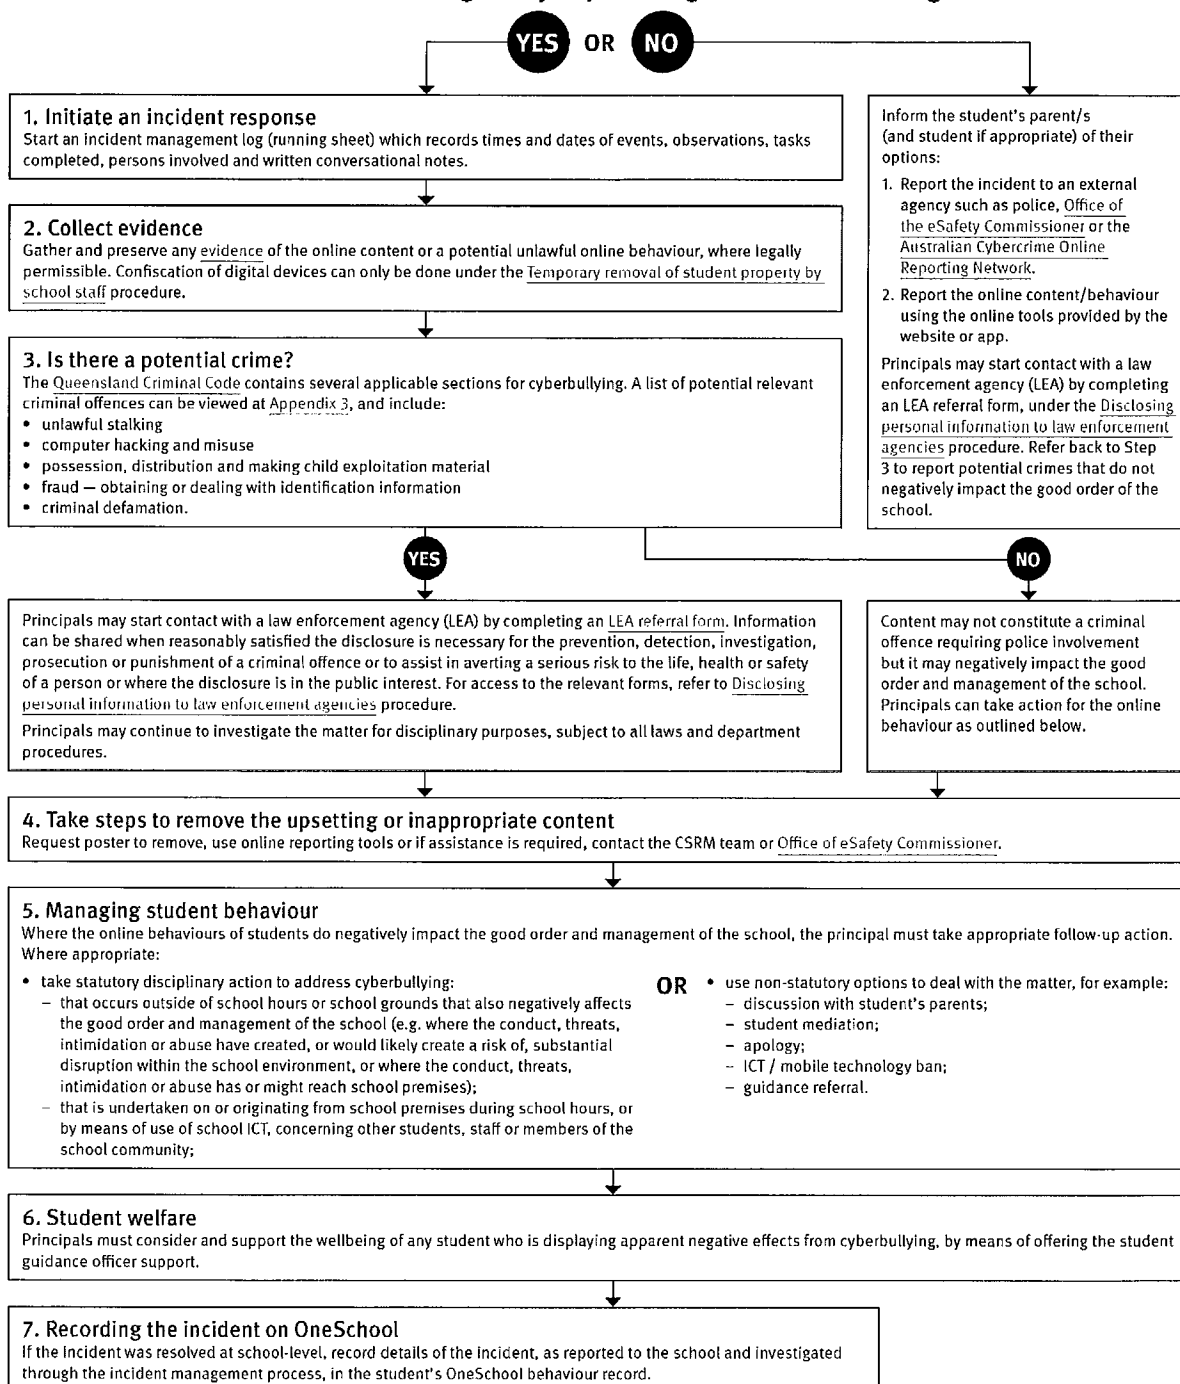 YES OR NO
1. Initiate an incident response
Start an incident management log (running sheet) which records times and dates of events, observations, tasks
completed, persons involved and written conversational notes.
2. Collect evidence
Gather and preserve any evidence of the online content or a potential unlawful online behaviour, where legally
permissible. Confiscation of digital devices can only be done under the Temporary removal of student property by
school staff procedure.
3. Is there a potential crime?
The Queensland Criminal Code contains several applicable sections for cyberbullying. A list of potential relevant
criminal offences can be viewed at Appendix 3, and include:
• unlawful stalking
• computer hacking and misuse
• possession, distribution and making child exploitation material
• fraud — obtaining or dealing with identification information
• criminal defamation.
Inform the student's parent/s
(and student if appropriate) of their
options:
1. Report the incident to an external
agency such as police, Office of
the eSafety Commissioner or the
Australian Cybercrime Online
Reporting Network.
2. Report the online content/behaviour
using the online tools provided by the
website or app.
Principals may start contact with a law
enforcement agency (LEA) by completing
an LEA referral form, under the Disclosing
personal information to law enforcement
agencies procedure. Refer back to Step
3 to report potential crimes that do not
negatively impact the good order of the
school.
YES
NO
Principals may start contact with a law enforcement agency (LEA) by completing an LEA referral form. Information
can be shared when reasonably satisfied the disclosure is necessary for the prevention, detection, investigation,
prosecution or punishment of a criminal offence or to assist in averting a serious risk to the life, health or safety
of a person or where the disclosure is in the public interest. For access to the relevant forms, refer to Disclosing
personal information to law enforcement agencies procedure.
Principals may continue to investigate the matter for disciplinary purposes, subject to all laws and department
procedures.
Content may not constitute a criminal
offence requiring police involvement
but it may negatively impact the good
order and management of the school.
Principals can take action for the online
behaviour as outlined below.
4. Take steps to remove the upsetting or inappropriate content
Request poster to remove, use online reporting tools or if assistance is required, contact the CSRM team or Office of eSafety Commissioner.
5. Managing student behaviour
Where the online behaviours of students do negatively impact the good order and management of the school, the principal must take appropriate follow-up action.
Where appropriate:
• take statutory disciplinary action to address cyberbullying:
– that occurs outside of school hours or school grounds that also negatively affects
the good order and management of the school (e.g. where the conduct, threats,
intimidation or abuse have created, or would likely create a risk of, substantial
disruption within the school environment, or where the conduct, threats,
intimidation or abuse has or might reach school premises);
– that is undertaken on or originating from school premises during school hours, or
by means of use of school ICT, concerning other students, staff or members of the
school community;
OR
• use non-statutory options to deal with the matter, for example:
– discussion with student's parents;
– student mediation;
– apology;
– ICT / mobile technology ban;
– guidance referral.
6. Student welfare
Principals must consider and support the wellbeing of any student who is displaying apparent negative effects from cyberbullying, by means of offering the student
guidance officer support.
7. Recording the incident on OneSchool
If the incident was resolved at school-level, record details of the incident, as reported to the school and investigated
through the incident management process, in the student's OneSchool behaviour record.